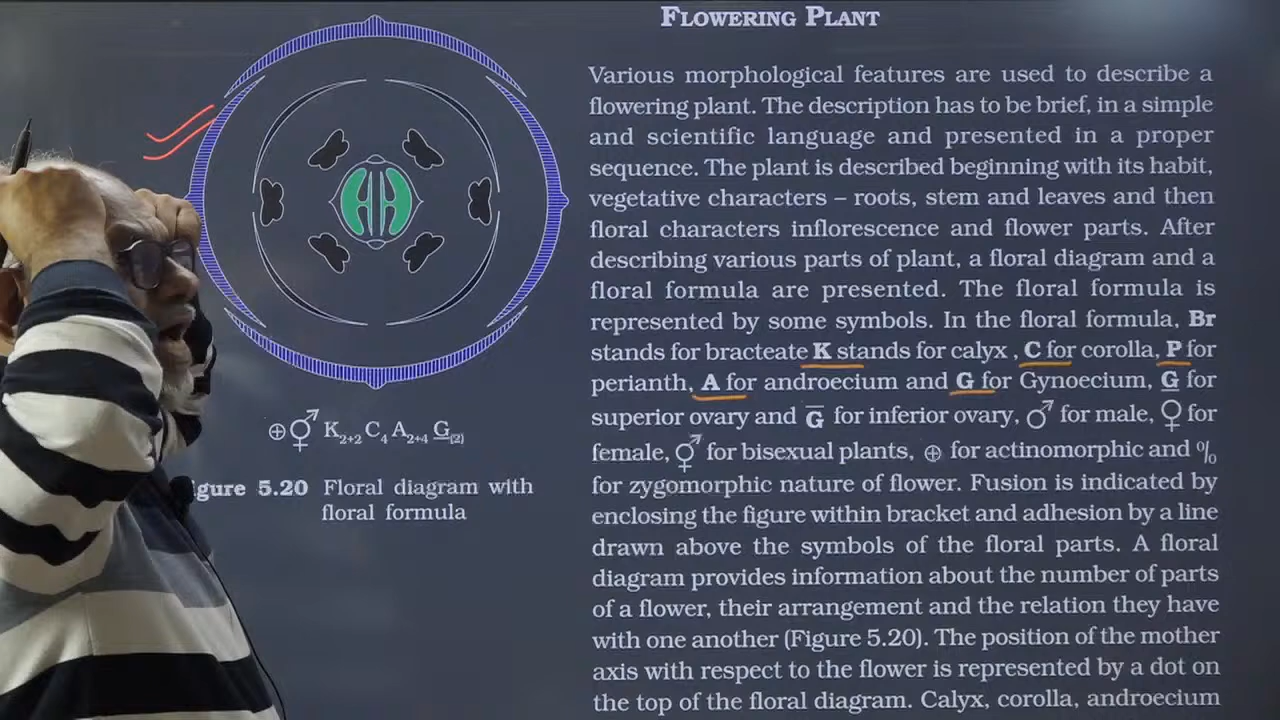 FLOWERING PLANT
Various morphological features are used to describe a
flowering plant. The description has to be brief, in a simple
and scientific language and presented in a proper
sequence. The plant is described beginning with its habit,
vegetative characters – roots, stem and leaves and then
floral characters inflorescence and flower parts. After
describing various parts of plant, a floral diagram and a
floral formula are presented. The floral formula is
represented by some symbols. In the floral formula, Br
stands for bracteate K stands for calyx , C for corolla, P for
perianth, A for androecium and G for Gynoecium, G̲ for
superior ovary and G̅ for inferior ovary, ♂ for male, ♀ for
female, ⚥ for bisexual plants, ⊕ for actinomorphic and % for
zygomorphic nature of flower. Fusion is indicated by
enclosing the figure within bracket and adhesion by a line
drawn above the symbols of the floral parts. A floral
diagram provides information about the number of parts
of a flower, their arrangement and the relation they have
with one another (Figure 5.20). The position of the mother
axis with respect to the flower is represented by a dot on
the top of the floral diagram. Calyx, corolla, androecium
⊕ ⚥ K₂₊₂ C₄ A₂₊₄ G̲₍₂₎
gure 5.20 Floral diagram with
floral formula